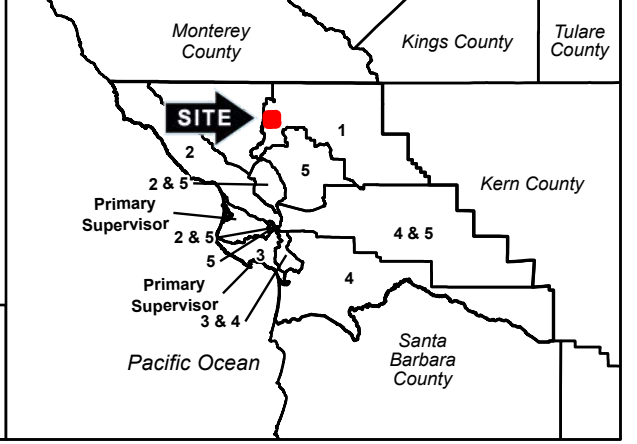 Monterey
County
Kings County
Tulare
County
SITE
1
2
5
Kern County
2 & 5
Primary
Supervisor
2 & 5
4 & 5
5
3
4
Primary
Supervisor
3 & 4
Santa
Barbara
County
Pacific Ocean